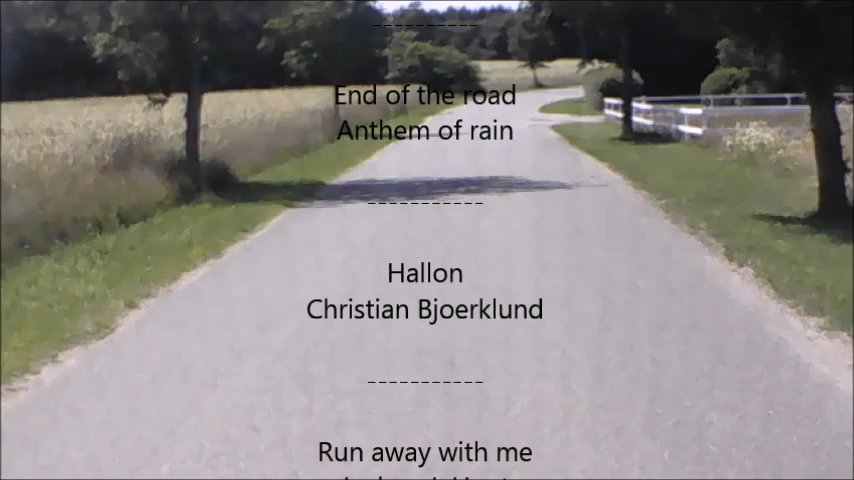 -----------
End of the road
Anthem of rain
-----------
Hallon
Christian Bjoerklund
-----------
Run away with me